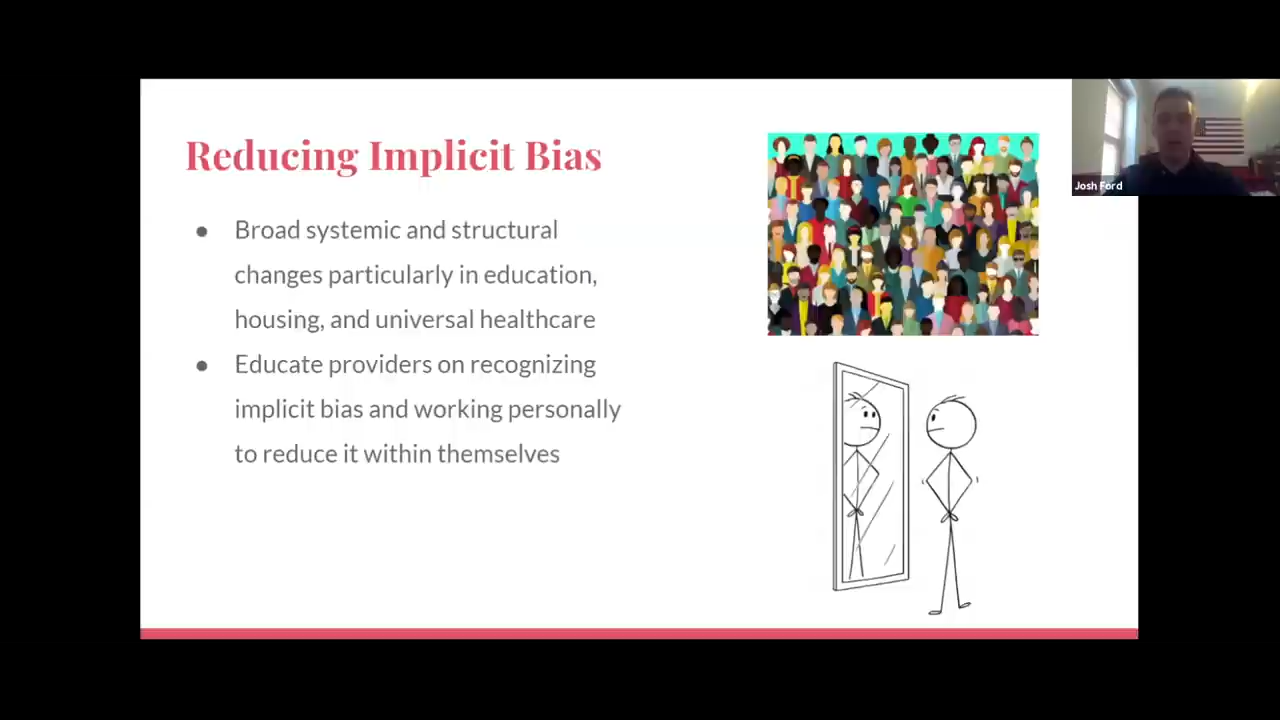 Reducing Implicit Bias
● Broad systemic and structural
changes particularly in education,
housing, and universal healthcare
● Educate providers on recognizing
implicit bias and working personally
to reduce it within themselves
Josh Ford